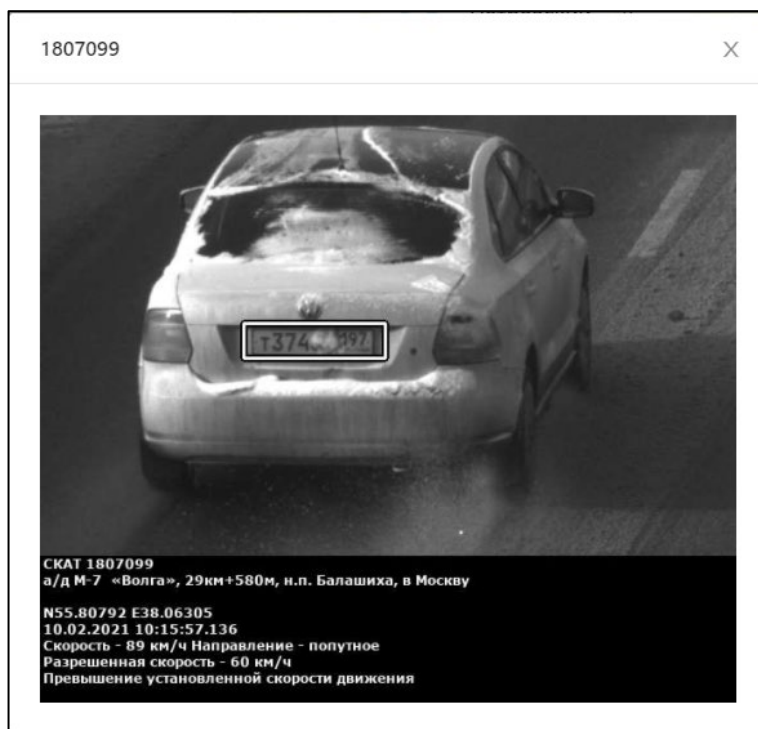 1807099
X
т374 197
СКАТ 1807099
а/д М-7 «Волга», 29км+580м, н.п. Балашиха, в Москву
N55.80792 E38.06305
10.02.2021 10:15:57.136
Скорость - 89 км/ч Направление - попутное
Разрешенная скорость - 60 км/ч
Превышение установленной скорости движения